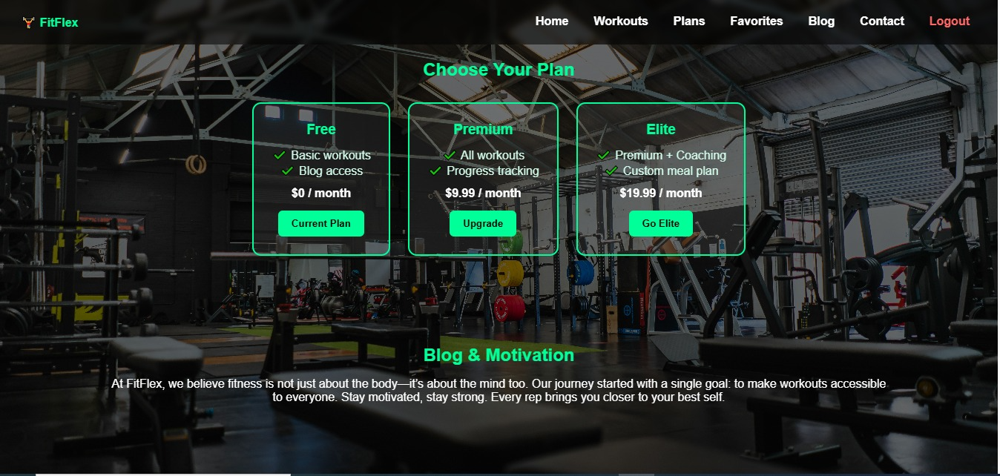 FitFlex
Home Workouts Plans Favorites Blog Contact Logout
Choose Your Plan
Free
Basic workouts
Blog access
$0 / month
Current Plan
Premium
All workouts
Progress tracking
$9.99 / month
Upgrade
Elite
Premium + Coaching
Custom meal plan
$19.99 / month
Go Elite
Blog & Motivation
At FitFlex, we believe fitness is not just about the body—it's about the mind too. Our journey started with a single goal: to make workouts accessible
to everyone. Stay motivated, stay strong. Every rep brings you closer to your best self.